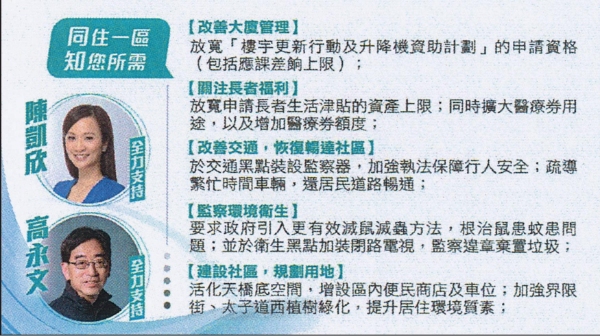 同住一區
知您所需
陳凱欣
全力支持
高永文
全力支持
【改善大廈管理】
放寬「樓宇更新行動及升降機資助計劃」的申請資格
（包括應課差餉上限）；
【關注長者福利】
放寬申請長者生活津貼的資產上限；同時擴大醫療券用
途，以及增加醫療券額度；
【改善交通，恢復暢達社區】
於交通黑點裝設監察器，加強執法保障行人安全；疏導
繁忙時間車輛，還居民道路暢通；
【監察環境衛生】
要求政府引入更有效滅鼠滅蟲方法，根治鼠患蚊患問
題；並於衛生黑點加裝閉路電視，監察違章棄置垃圾；
【建設社區，規劃用地】
活化天橋底空間，增設區內便民商店及車位；加強界限
街、太子道西植樹綠化，提升居住環境質素；